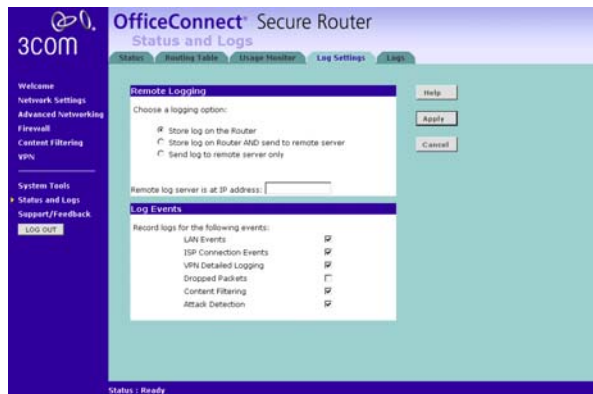 3COM
OfficeConnect® Secure Router
Status and Logs
Status
Routing Table
Usage Monitor
Log Settings
Logs
Welcome
Network Settings
Advanced Networking
Firewall
Content Filtering
VPN
System Tools
Status and Logs
Support/Feedback
LOG OUT
Remote Logging
Choose a logging option:
Store log on the Router
Store log on Router AND send to remote server
Send log to remote server only
Remote log server is at IP address:
Log Events
Record logs for the following events:
LAN Events
ISP Connection Events
VPN Detailed Logging
Dropped Packets
Content Filtering
Attack Detection
Help
Apply
Cancel
Status : Ready